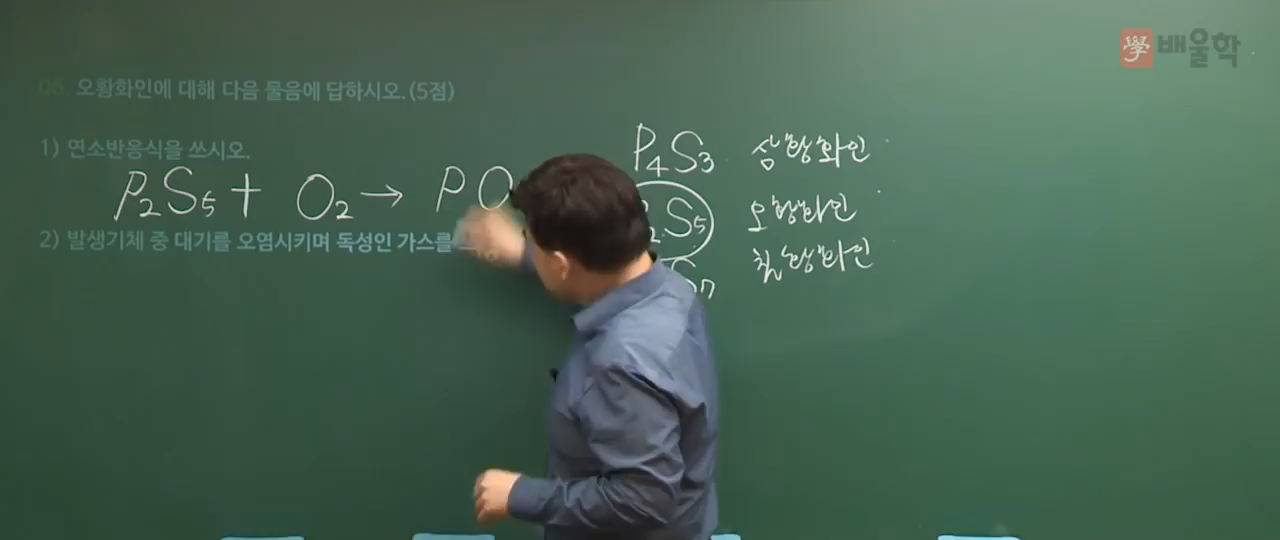 學 배울학
06. 오황화인에 대해 다음 물음에 답하시오. (5점)
1) 연소반응식을 쓰시오.
P₂S₅ + O₂ → PO
2) 발생기체 중 대기를 오염시키며 독성인 가스를
P₄S₃ 삼황화인
₂S₅ 오황화인
S₇ 칠황화인